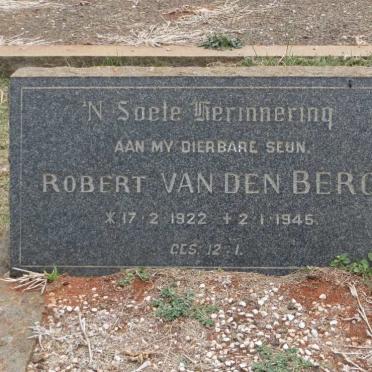 'N Soete Herinnering
AAN MY DIERBARE SEUN.
ROBERT VAN DEN BERG
✶ 17·2·1922 + 2·1·1945.
GES. 12·1.